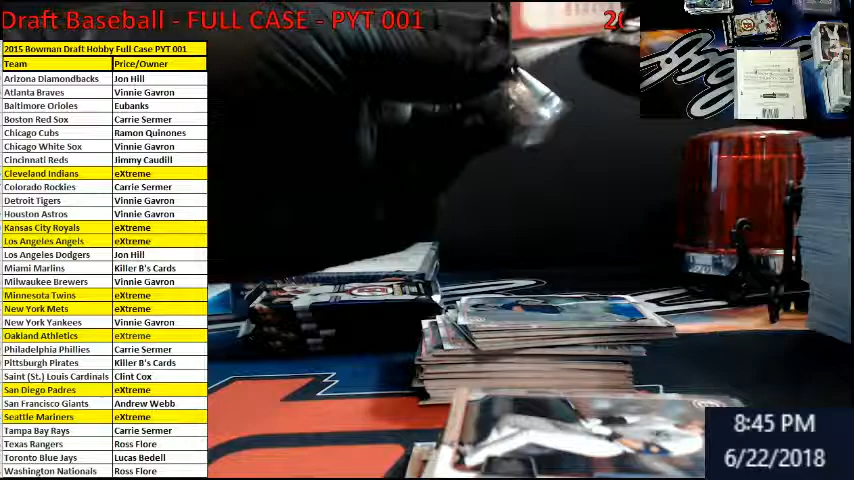 Draft Baseball - FULL CASE - PYT 001
2015 Bowman Draft Hobby Full Case PYT 001
Team Price/Owner
Arizona Diamondbacks Jon Hill
Atlanta Braves Vinnie Gavron
Baltimore Orioles Eubanks
Boston Red Sox Carrie Sermer
Chicago Cubs Ramon Quinones
Chicago White Sox Vinnie Gavron
Cincinnati Reds Jimmy Caudill
Cleveland Indians eXtreme
Colorado Rockies Carrie Sermer
Detroit Tigers Vinnie Gavron
Houston Astros Vinnie Gavron
Kansas City Royals eXtreme
Los Angeles Angels eXtreme
Los Angeles Dodgers Jon Hill
Miami Marlins Killer B's Cards
Milwaukee Brewers Vinnie Gavron
Minnesota Twins eXtreme
New York Mets eXtreme
New York Yankees Vinnie Gavron
Oakland Athletics eXtreme
Philadelphia Phillies Carrie Sermer
Pittsburgh Pirates Killer B's Cards
Saint (St.) Louis Cardinals Clint Cox
San Diego Padres eXtreme
San Francisco Giants Andrew Webb
Seattle Mariners eXtreme
Tampa Bay Rays Carrie Sermer
Texas Rangers Ross Flore
Toronto Blue Jays Lucas Bedell
Washington Nationals Ross Flore
8:45 PM
6/22/2018